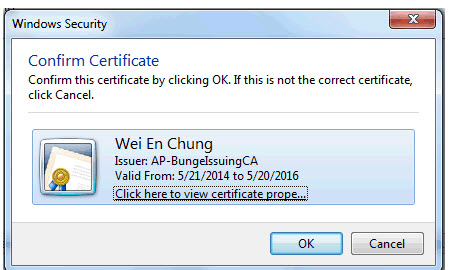 Windows Security
Confirm Certificate
Confirm this certificate by clicking OK. If this is not the correct certificate,
click Cancel.
Wei En Chung
Issuer: AP-BungeIssuingCA
Valid From: 5/21/2014 to 5/20/2016
Click here to view certificate prope...
OK
Cancel